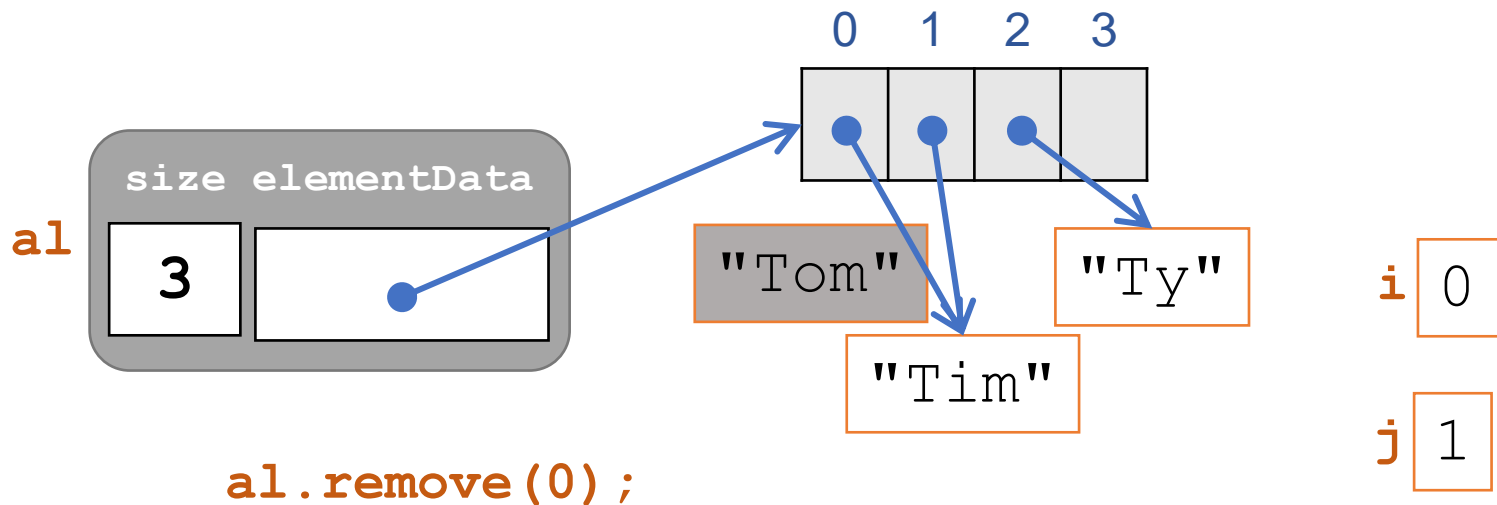 0 1 2 3
size elementData
al
3
"Tom"
"Ty"
"Tim"
i 0
j 1
al.remove(0);